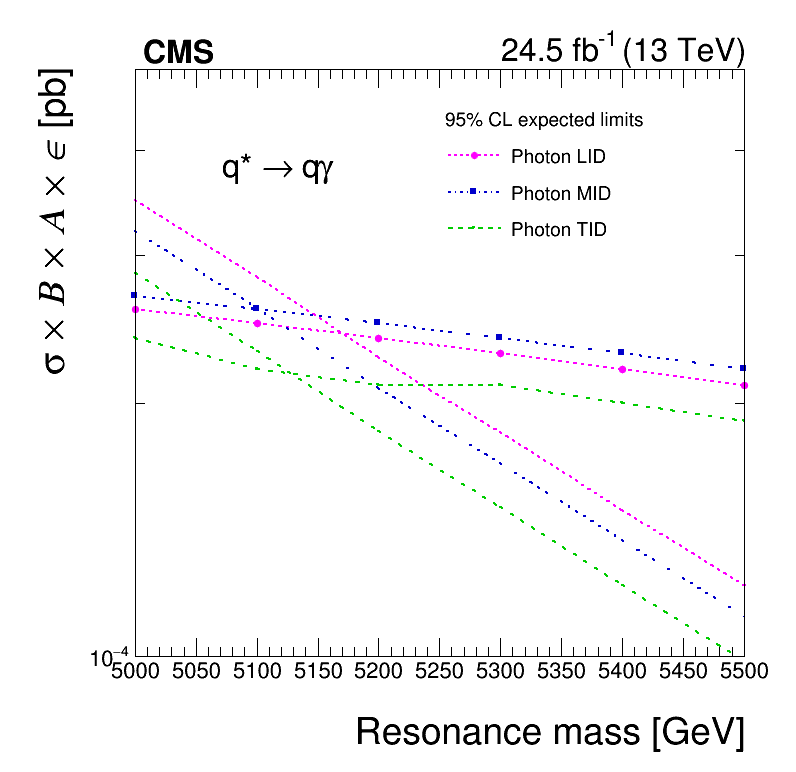 CMS
24.5 fb⁻¹ (13 TeV)
σ × B × A × ϵ [pb]
95% CL expected limits
q* → qγ
Photon LID
Photon MID
Photon TID
10⁻⁴
5000 5050 5100 5150 5200 5250 5300 5350 5400 5450 5500
Resonance mass [GeV]